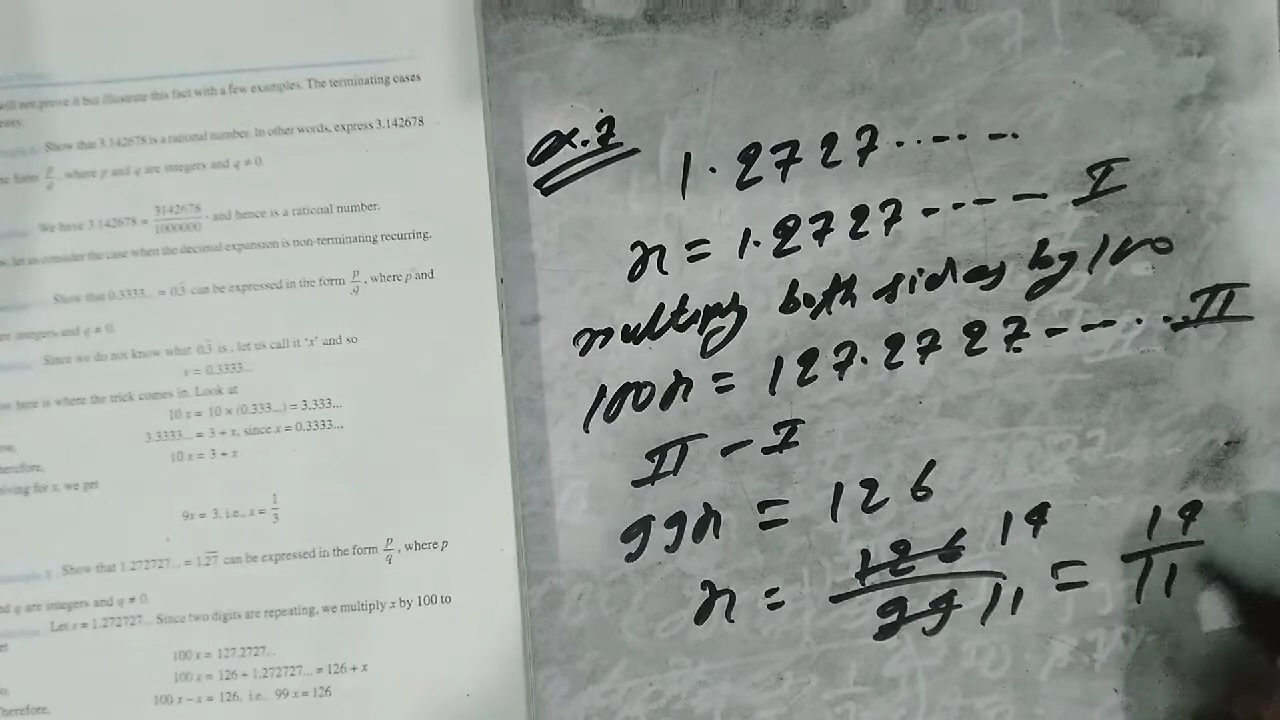 will not prove it but illustrate this fact with a few examples. The terminating cases
easy.
Show that 3.142678 is a rational number. In other words, express 3.142678
form p/q, where p and q are integers and q ≠ 0.
We have 3.142678 = 3142678/1000000, and hence is a rational number.
let us consider the case when the decimal expansion is non-terminating recurring.
Show that 0.3333... = 0.3̅ can be expressed in the form p/q, where p and
integers and q ≠ 0.
Since we do not know what 0.3̅ is, let us call it 'x' and so
x = 0.3333...
here is where the trick comes in. Look at
10 x = 10 × (0.333...) = 3.333...
3.3333... = 3 + x, since x = 0.3333...
10 x = 3 + x
Therefore,
solving for x, we get
9x = 3, i.e., x = 1/3
Show that 1.272727... = 1.2̅7̅ can be expressed in the form p/q, where p
and q are integers and q ≠ 0.
Let x = 1.272727... Since two digits are repeating, we multiply x by 100 to
get
100 x = 127.2727...
100 x = 126 + 1.272727... = 126 + x
100 x – x = 126, i.e., 99 x = 126
Therefore,
1.2727......
x = 1.2727---- I
multiply both sides by 100
100x = 127.2727----.. II
II - I
99x = 126
x = 126/99 14/11 = 14/11